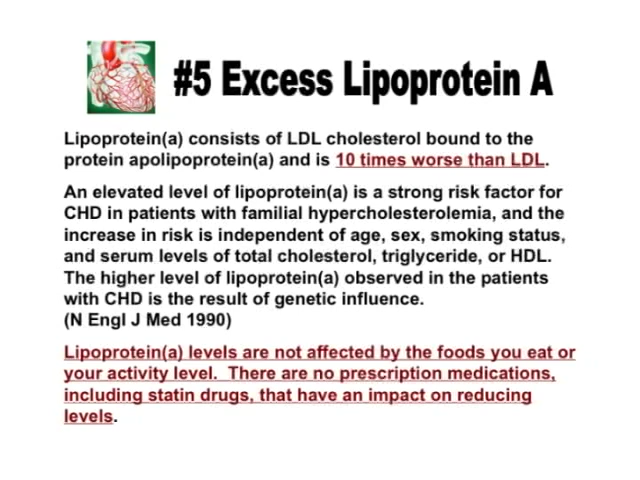 #5 Excess Lipoprotein A
Lipoprotein(a) consists of LDL cholesterol bound to the
protein apolipoprotein(a) and is 10 times worse than LDL.
An elevated level of lipoprotein(a) is a strong risk factor for
CHD in patients with familial hypercholesterolemia, and the
increase in risk is independent of age, sex, smoking status,
and serum levels of total cholesterol, triglyceride, or HDL.
The higher level of lipoprotein(a) observed in the patients
with CHD is the result of genetic influence.
(N Engl J Med 1990)
Lipoprotein(a) levels are not affected by the foods you eat or
your activity level.  There are no prescription medications,
including statin drugs, that have an impact on reducing
levels.